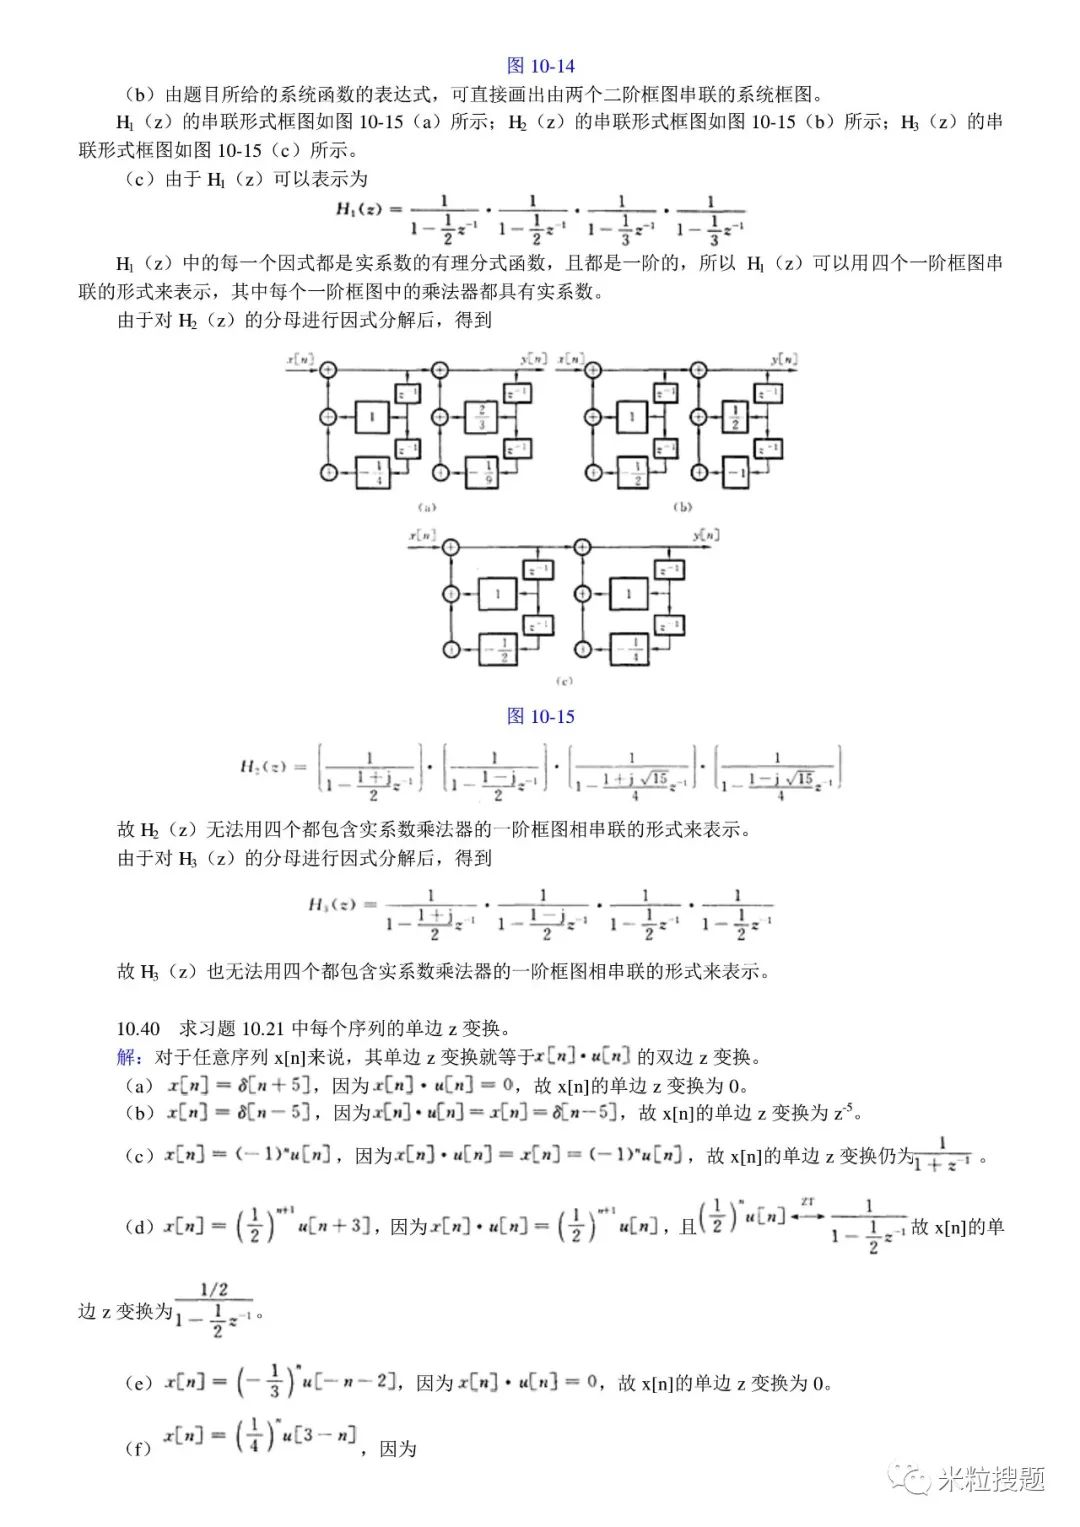 图 10-14
（b）由题目所给的系统函数的表达式，可直接画出由两个二阶框图串联的系统框图。
H₁（z）的串联形式框图如图 10-15（a）所示；H₂（z）的串联形式框图如图 10-15（b）所示；H₃（z）的串
联形式框图如图 10-15（c）所示。
（c）由于 H₁（z）可以表示为
H₁(z) = 1/(1 - 1/2 z⁻¹) · 1/(1 - 1/2 z⁻¹) · 1/(1 - 1/3 z⁻¹) · 1/(1 - 1/3 z⁻¹)
H₁（z）中的每一个因式都是实系数的有理分式函数，且都是一阶的，所以 H₁（z）可以用四个一阶框图串
联的形式来表示，其中每个一阶框图中的乘法器都具有实系数。
由于对 H₂（z）的分母进行因式分解后，得到
x[n] y[n] x[n] y[n]
z⁻¹ z⁻¹ z⁻¹ z⁻¹
1 2/3 1 1/2
z⁻¹ z⁻¹ z⁻¹ z⁻¹
-1/4 -1/9 -1/2 -1
(a) (b)
x[n] y[n]
z⁻¹ z⁻¹
1 1
z⁻¹ z⁻¹
-1/2 -1/4
(c)
图 10-15
H₂(z) = [1/(1 - (1+j)/2 z⁻¹)] · [1/(1 - (1-j)/2 z⁻¹)] · [1/(1 - (1+j√15)/4 z⁻¹)] · [1/(1 - (1-j√15)/4 z⁻¹)]
故 H₂（z）无法用四个都包含实系数乘法器的一阶框图相串联的形式来表示。
由于对 H₃（z）的分母进行因式分解后，得到
H₃(z) = 1/(1 - (1+j)/2 z⁻¹) · 1/(1 - (1-j)/2 z⁻¹) · 1/(1 - 1/2 z⁻¹) · 1/(1 - 1/2 z⁻¹)
故 H₃（z）也无法用四个都包含实系数乘法器的一阶框图相串联的形式来表示。
10.40 求习题 10.21 中每个序列的单边 z 变换。
解：对于任意序列 x[n]来说，其单边 z 变换就等于x[n]·u[n] 的双边 z 变换。
（a） x[n] = δ[n+5]，因为 x[n]·u[n] = 0，故 x[n]的单边 z 变换为 0。
（b） x[n] = δ[n-5]，因为x[n]·u[n] = x[n] = δ[n-5]，故 x[n]的单边 z 变换为 z⁻⁵。
（c）x[n] = (-1)ⁿu[n]，因为x[n]·u[n] = x[n] = (-1)ⁿu[n]，故 x[n]的单边 z 变换仍为 1/(1+z⁻¹)。
（d）x[n] = (1/2)ⁿ⁺¹ u[n+3]，因为x[n]·u[n] = (1/2)ⁿ⁺¹ u[n]，且(1/2)ⁿ u[n] ⟷ZT 1/(1 - 1/2 z⁻¹) 故 x[n]的单
边 z 变换为 (1/2)/(1 - 1/2 z⁻¹)。
（e）x[n] = (-1/3)ⁿ u[-n-2]，因为 x[n]·u[n] = 0，故 x[n]的单边 z 变换为 0。
（f） x[n] = (1/4)ⁿ u[3-n]，因为
米粒搜题